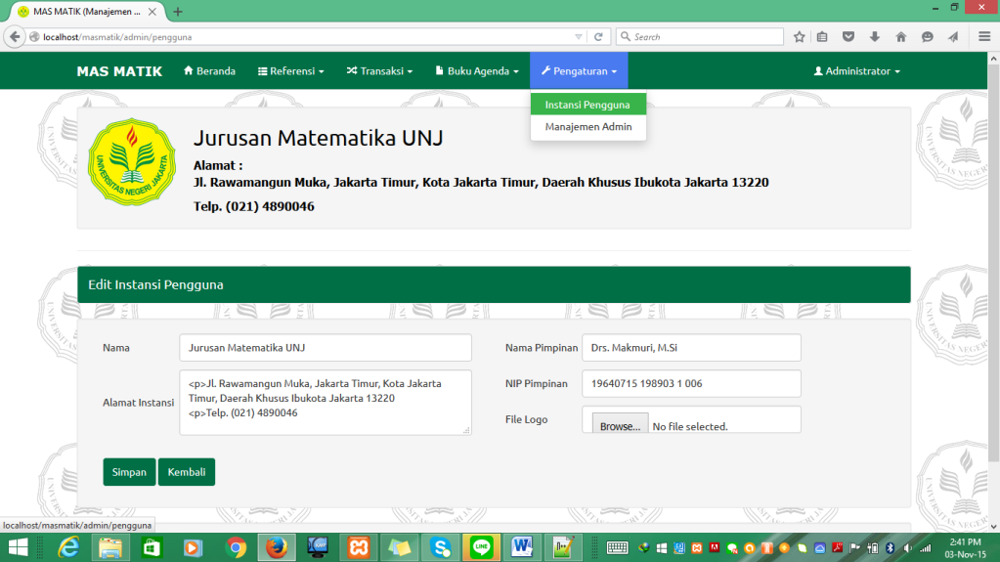 MAS MATIK (Manajemen ...
localhost/masmatik/admin/pengguna
Search
MAS MATIK
Beranda
Referensi
Transaksi
Buku Agenda
Pengaturan
Administrator
Instansi Pengguna
Manajemen Admin
UNIVERSITAS NEGERI JAKARTA
Jurusan Matematika UNJ
Alamat :
Jl. Rawamangun Muka, Jakarta Timur, Kota Jakarta Timur, Daerah Khusus Ibukota Jakarta 13220
Telp. (021) 4890046
Edit Instansi Pengguna
Nama
Jurusan Matematika UNJ
Nama Pimpinan
Drs. Makmuri, M.Si
Alamat Instansi
<p>Jl. Rawamangun Muka, Jakarta Timur, Kota Jakarta
Timur, Daerah Khusus Ibukota Jakarta 13220
<p>Telp. (021) 4890046
NIP Pimpinan
19640715 198903 1 006
File Logo
Browse...
No file selected.
Simpan
Kembali
localhost/masmatik/admin/pengguna
LINE
2:41 PM
03-Nov-15